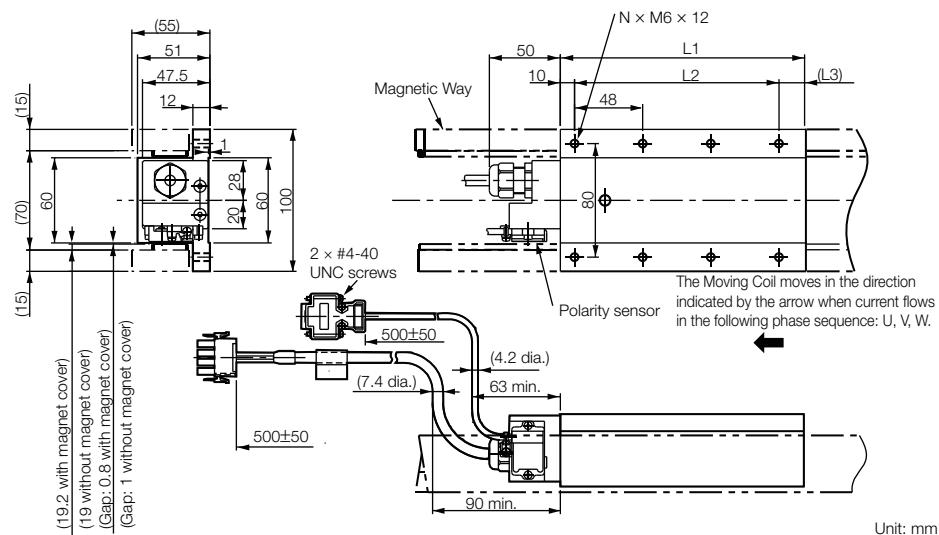 (55)
51
47.5
12
(15)
1
60
(70)
28
20
60
100
(15)
(19.2 with magnet cover)
(19 without magnet cover)
(Gap: 0.8 with magnet cover)
(Gap: 1 without magnet cover)
N × M6 × 12
50
L1
10
L2
(L3)
48
Magnetic Way
80
Polarity sensor
The Moving Coil moves in the direction
indicated by the arrow when current flows
in the following phase sequence: U, V, W.
2 × #4-40
UNC screws
500±50
(4.2 dia.)
(7.4 dia.)
63 min.
500±50
90 min.
Unit: mm